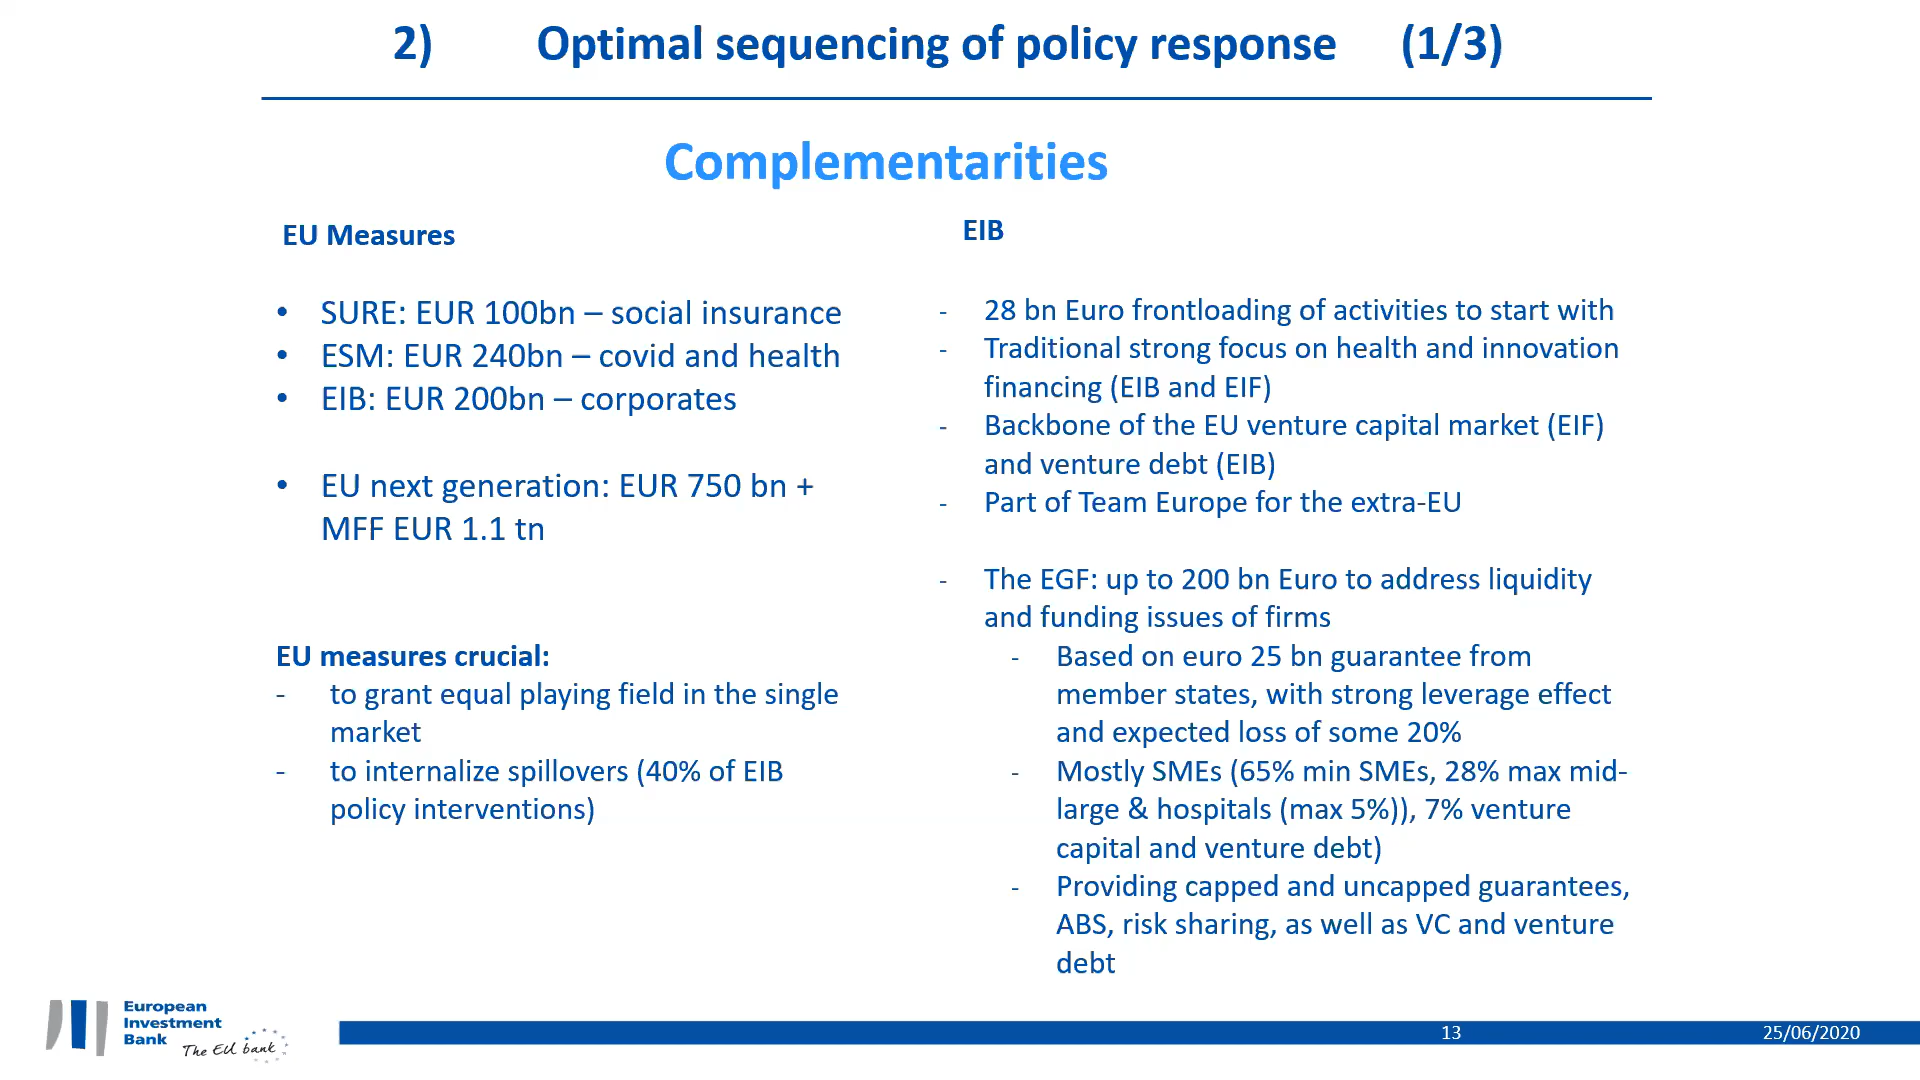 2) Optimal sequencing of policy response (1/3)
Complementarities
EU Measures
• SURE: EUR 100bn – social insurance
• ESM: EUR 240bn – covid and health
• EIB: EUR 200bn – corporates
• EU next generation: EUR 750 bn +
MFF EUR 1.1 tn
EU measures crucial:
- to grant equal playing field in the single
market
- to internalize spillovers (40% of EIB
policy interventions)
EIB
- 28 bn Euro frontloading of activities to start with
- Traditional strong focus on health and innovation
financing (EIB and EIF)
- Backbone of the EU venture capital market (EIF)
and venture debt (EIB)
- Part of Team Europe for the extra-EU
- The EGF: up to 200 bn Euro to address liquidity
and funding issues of firms
- Based on euro 25 bn guarantee from
member states, with strong leverage effect
and expected loss of some 20%
- Mostly SMEs (65% min SMEs, 28% max mid-
large & hospitals (max 5%)), 7% venture
capital and venture debt)
- Providing capped and uncapped guarantees,
ABS, risk sharing, as well as VC and venture
debt
European
Investment
Bank
The EU bank
13
25/06/2020